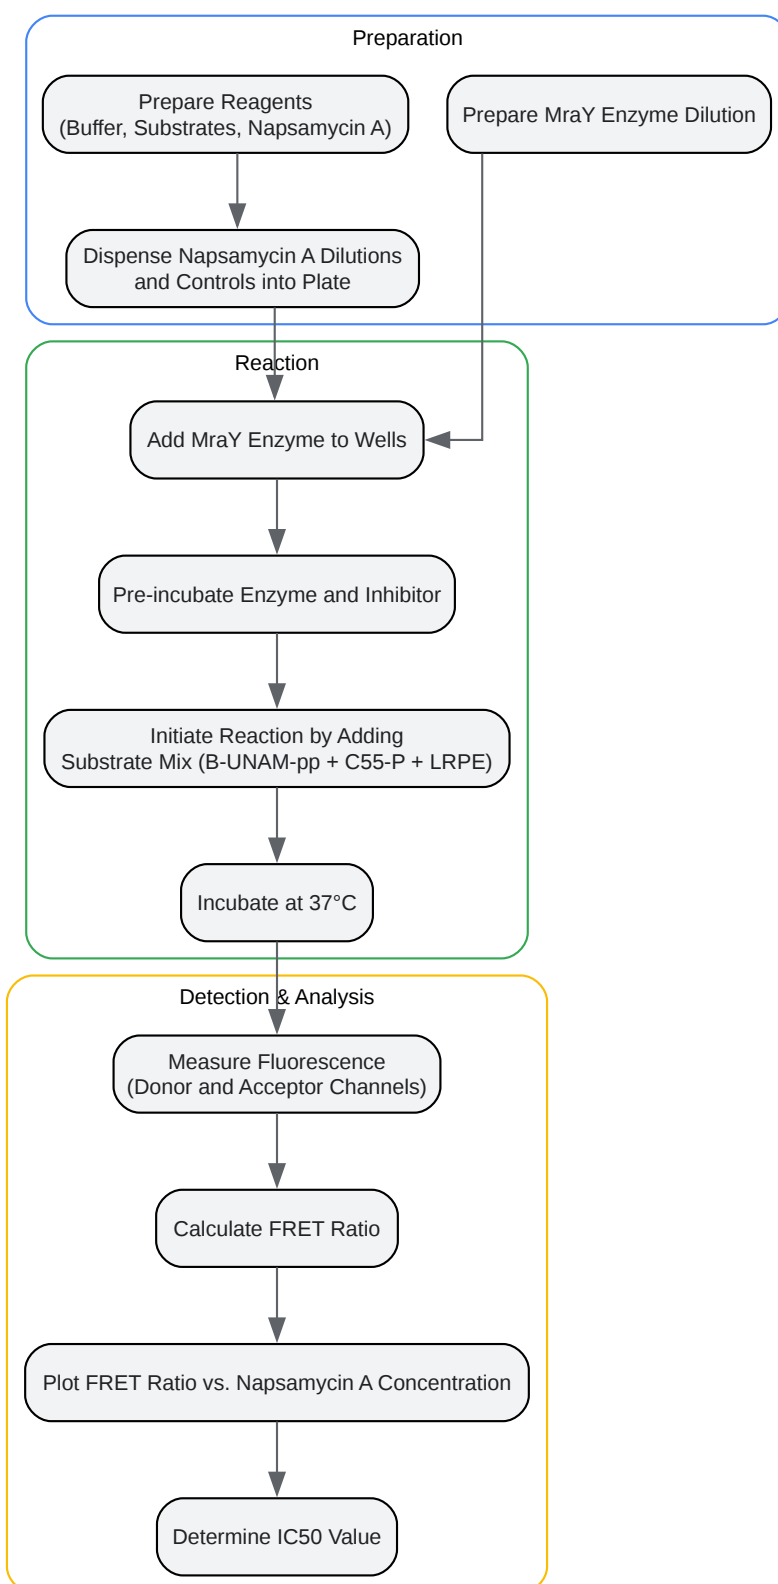 Preparation
Prepare Reagents
(Buffer, Substrates, Napsamycin A)
Prepare MraY Enzyme Dilution
Dispense Napsamycin A Dilutions
and Controls into Plate
Reaction
Add MraY Enzyme to Wells
Pre-incubate Enzyme and Inhibitor
Initiate Reaction by Adding
Substrate Mix (B-UNAM-pp + C55-P + LRPE)
Incubate at 37°C
Detection & Analysis
Measure Fluorescence
(Donor and Acceptor Channels)
Calculate FRET Ratio
Plot FRET Ratio vs. Napsamycin A Concentration
Determine IC50 Value